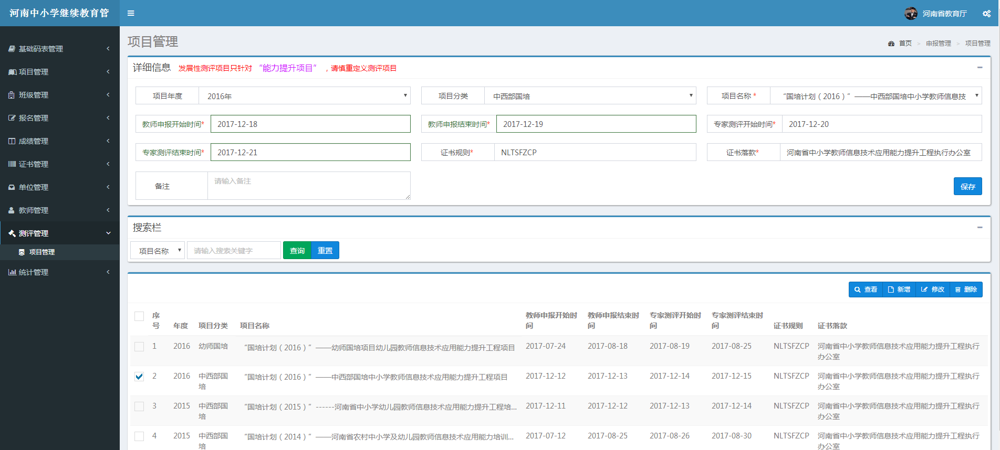 河南中小学继续教育管
河南省教育厅
基础码表管理
项目管理
班级管理
报名管理
成绩管理
证书管理
单位管理
教师管理
测评管理
项目管理
统计管理
项目管理
首页 > 申报管理 > 项目管理
详细信息 发展性测评项目只针对 “能力提升项目” ，请慎重定义测评项目
项目年度 2016年 项目分类 中西部国培 项目名称 * “国培计划（2016）”——中西部国培中小学教师信息技
教师申报开始时间* 2017-12-18 教师申报结束时间* 2017-12-19 专家测评开始时间* 2017-12-20
专家测评结束时间* 2017-12-21 证书规则* NLTSFZCP 证书落款* 河南省中小学教师信息技术应用能力提升工程执行办公室
备注 请输入备注 保存
搜索栏
项目名称 请输入搜索关键字 查询 重置
查看 新增 修改 删除
序号 年度 项目分类 项目名称 教师申报开始时间 教师申报结束时间 专家测评开始时间 专家测评结束时间 证书规则 证书落款
1 2016 幼师国培 “国培计划（2016）”——幼师国培项目幼儿园教师信息技术应用能力提升工程项目 2017-07-24 2017-08-18 2017-08-19 2017-08-25 NLTSFZCP 河南省中小学教师信息技术应用能力提升工程执行
办公室
2 2016 中西部国培 “国培计划（2016）”——中西部国培中小学教师信息技术应用能力提升工程项目 2017-12-12 2017-12-13 2017-12-14 2017-12-15 NLTSFZCP 河南省中小学教师信息技术应用能力提升工程执行
办公室
3 2015 中西部国培 “国培计划（2015）”------河南省中小学幼儿园教师信息技术应用能力提升工程培... 2017-12-11 2017-12-12 2017-12-13 2017-12-14 NLTSFZCP 河南省中小学教师信息技术应用能力提升工程执行
办公室
4 2015 中西部国培 “国培计划（2014）”——河南省农村中小学及幼儿园教师信息技术应用能力培训... 2017-07-12 2017-08-25 2017-08-26 2017-08-30 NLTSFZCP 河南省中小学教师信息技术应用能力提升工程执行
办公室